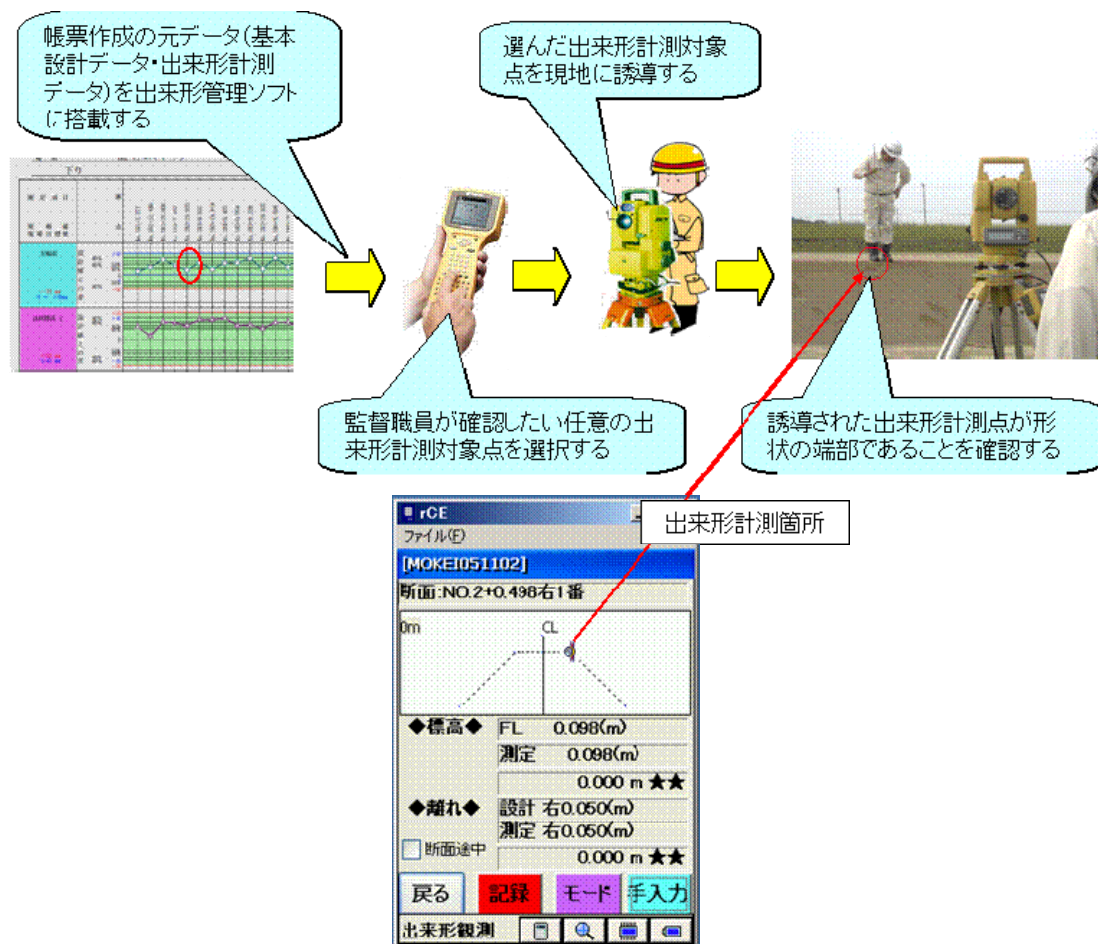 帳票作成の元データ(基本
設計データ・出来形計測
データ)を出来形管理ソフト
に搭載する
選んだ出来形計測対象
点を現地に誘導する
下り
監督職員が確認したい任意の出
来形計測対象点を選択する
誘導された出来形計測点が形
状の端部であることを確認する
出来形計測箇所
rCE
ファイル(F)
[MOKEI051102]
断面:NO.2+0.498右1番
0m
CL
◆標高◆ FL 0.098(m)
測定 0.098(m)
0.000 m ★★
◆離れ◆ 設計 右0.050(m)
測定 右0.050(m)
断面途中
0.000 m ★★
戻る 記録 モード 手入力
出来形観測